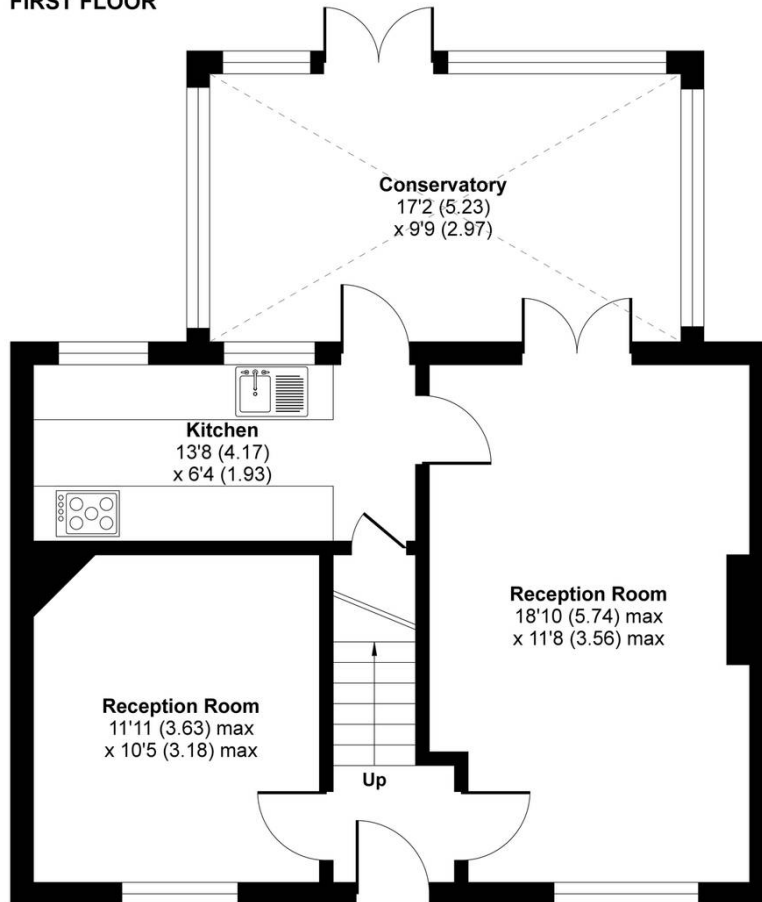 FIRST FLOOR
Conservatory
17'2 (5.23)
x 9'9 (2.97)
Kitchen
13'8 (4.17)
x 6'4 (1.93)
Reception Room
18'10 (5.74) max
x 11'8 (3.56) max
Reception Room
11'11 (3.63) max
x 10'5 (3.18) max
Up